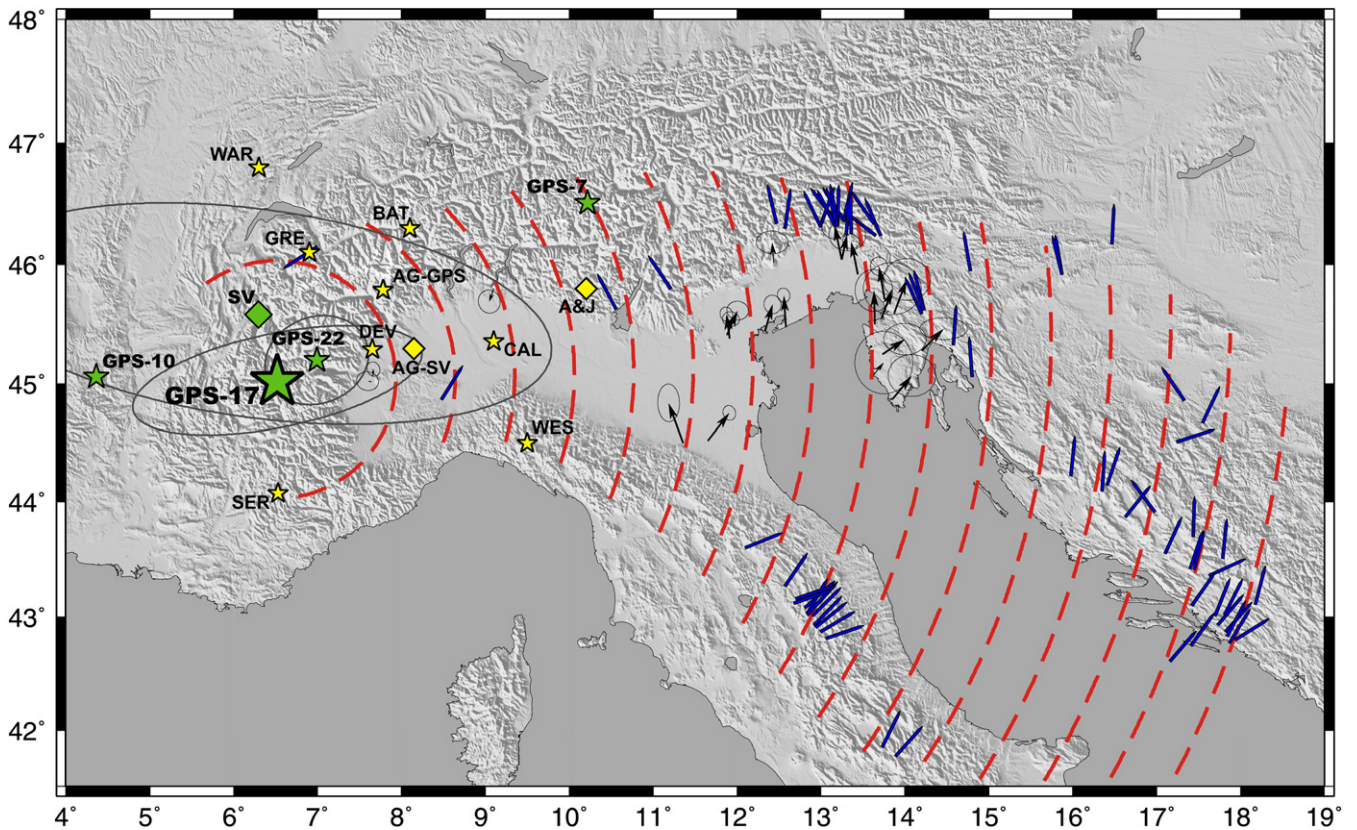 48°
47°
WAR
GPS-7
BAT
GRE
46°
AG-GPS
SV
A&J
DEV
GPS-22
CAL
GPS-10
AG-SV
45°
GPS-17
WES
SER
44°
43°
42°
4° 5° 6° 7° 8° 9° 10° 11° 12° 13° 14° 15° 16° 17° 18° 19°